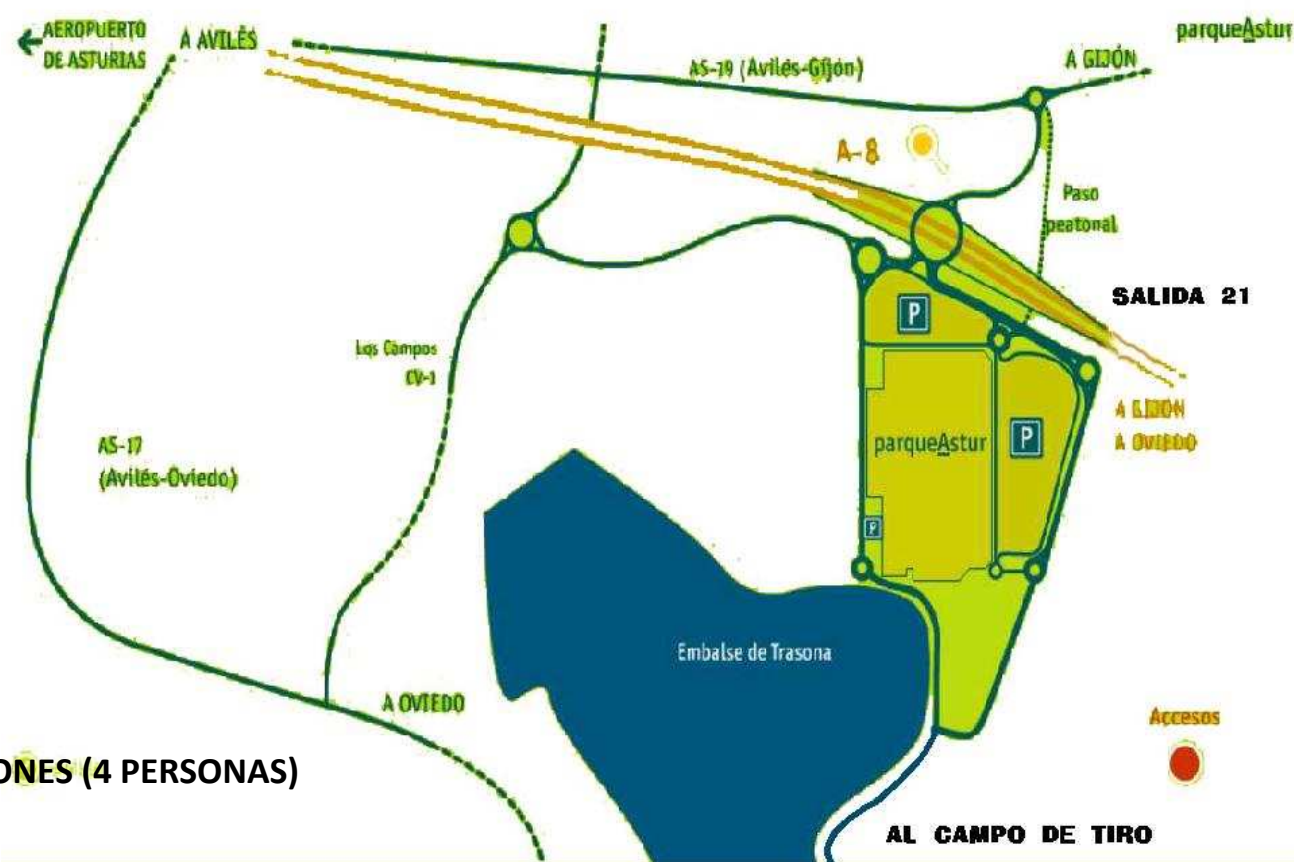 AEROPUERTO
DE ASTURIAS
A AVILÉS
parqueAstur
AS-19 (Avilés-Gijón)
A GIJÓN
A-8
Paso
peatonal
SALIDA 21
P
Los Campos
CV-1
A GIJÓN
A OVIEDO
AS-17
(Avilés-Oviedo)
parqueAstur
P
P
Embalse de Trasona
A OVIEDO
Accesos
ONES (4 PERSONAS)
AL CAMPO DE TIRO